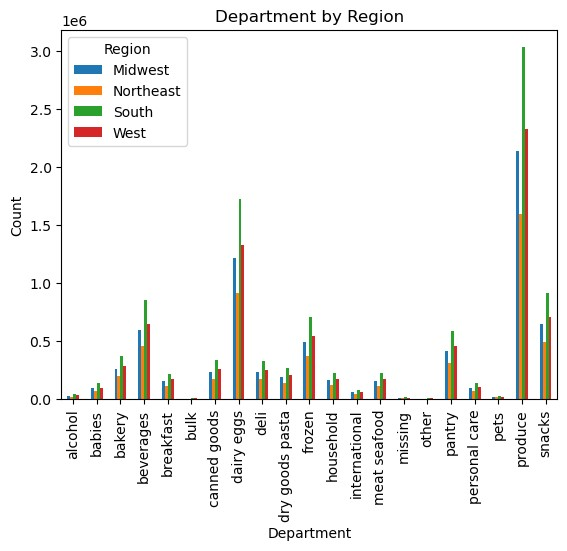 Department by Region
1e6
Region
Midwest
Northeast
South
West
3.0
2.5
2.0
1.5
1.0
0.5
0.0
Count
alcohol
babies
bakery
beverages
breakfast
bulk
canned goods
dairy eggs
deli
dry goods pasta
frozen
household
international
meat seafood
missing
other
pantry
personal care
pets
produce
snacks
Department